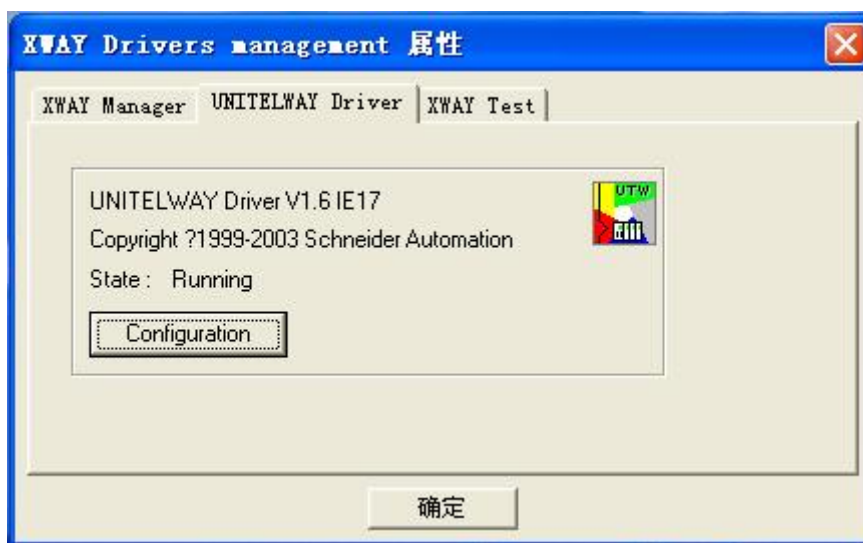 XWAY Drivers management 属性
XWAY Manager UNITELWAY Driver XWAY Test
UTW
UNITELWAY Driver V1.6 IE17
Copyright ?1999-2003 Schneider Automation
State : Running
Configuration
确定